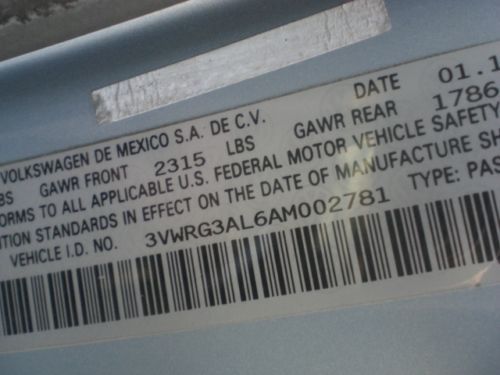 VOLKSWAGEN DE MEXICO S.A. DE C.V. DATE 01.1
LBS GAWR FRONT 2315 LBS GAWR REAR 1786
ORMS TO ALL APPLICABLE U.S. FEDERAL MOTOR VEHICLE SAFETY
TION STANDARDS IN EFFECT ON THE DATE OF MANUFACTURE SH
VEHICLE I.D. NO. 3VWRG3AL6AM002781 TYPE: PAS